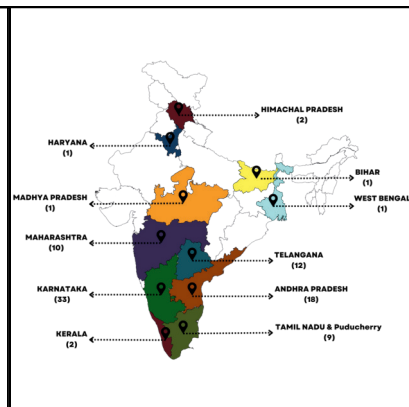 HIMACHAL PRADESH
(2)
HARYANA
(1)
BIHAR
(1)
MADHYA PRADESH
(1)
WEST BENGAL
(1)
MAHARASHTRA
(10)
TELANGANA
(12)
KARNATAKA
(33)
ANDHRA PRADESH
(18)
KERALA
(2)
TAMIL NADU & Puducherry
(9)